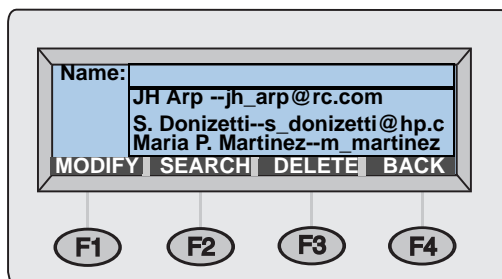 Name:
JH Arp --jh_arp@rc.com
S. Donizetti--s_donizetti@hp.c
Maria P. Martinez--m_martinez
MODIFY SEARCH DELETE BACK
F1 F2 F3 F4